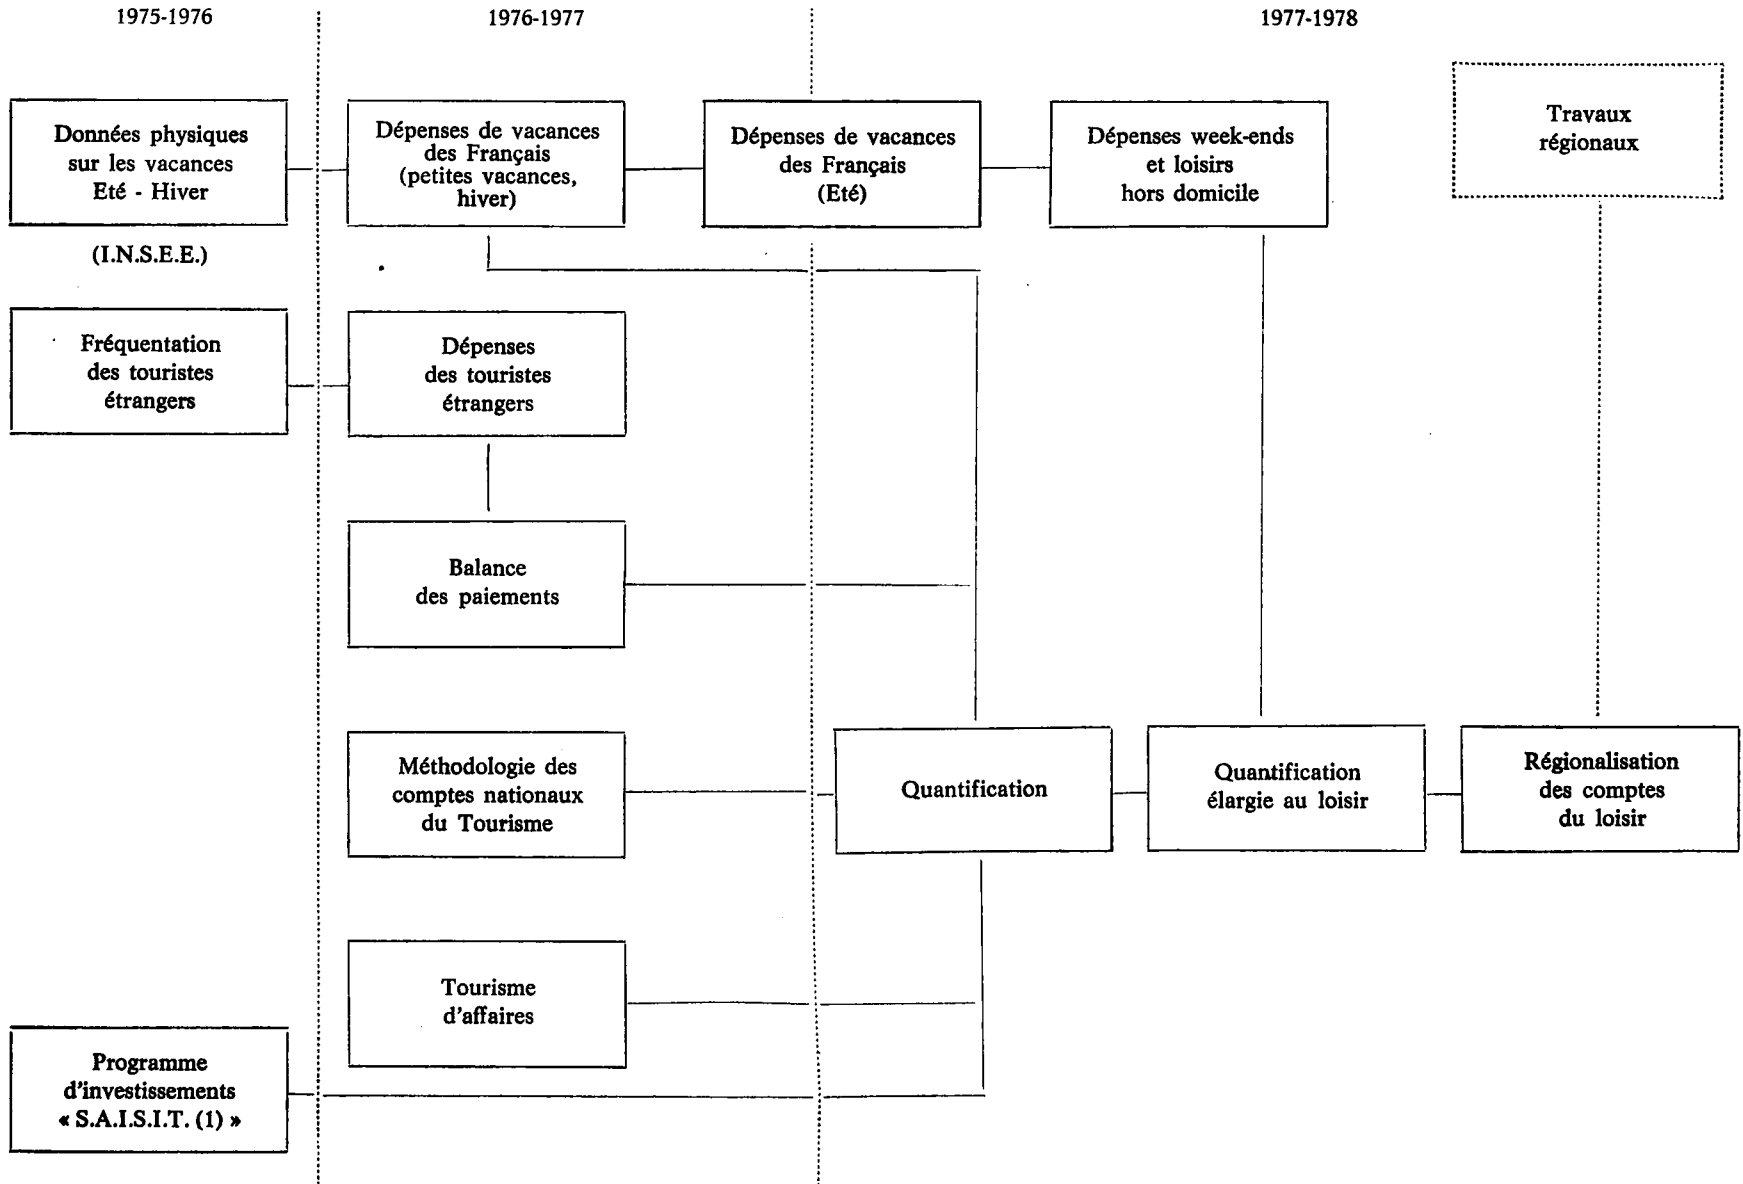 1975-1976
1976-1977
1977-1978
Données physiques
sur les vacances
Eté - Hiver
(I.N.S.E.E.)
Dépenses de vacances
des Français
(petites vacances,
hiver)
Dépenses de vacances
des Français
(Eté)
Dépenses week-ends
et loisirs
hors domicile
Travaux
régionaux
Fréquentation
des touristes
étrangers
Dépenses
des touristes
étrangers
Balance
des paiements
Méthodologie des
comptes nationaux
du Tourisme
Quantification
Quantification
élargie au loisir
Régionalisation
des comptes
du loisir
Tourisme
d'affaires
Programme
d'investissements
« S.A.I.S.I.T. (1) »